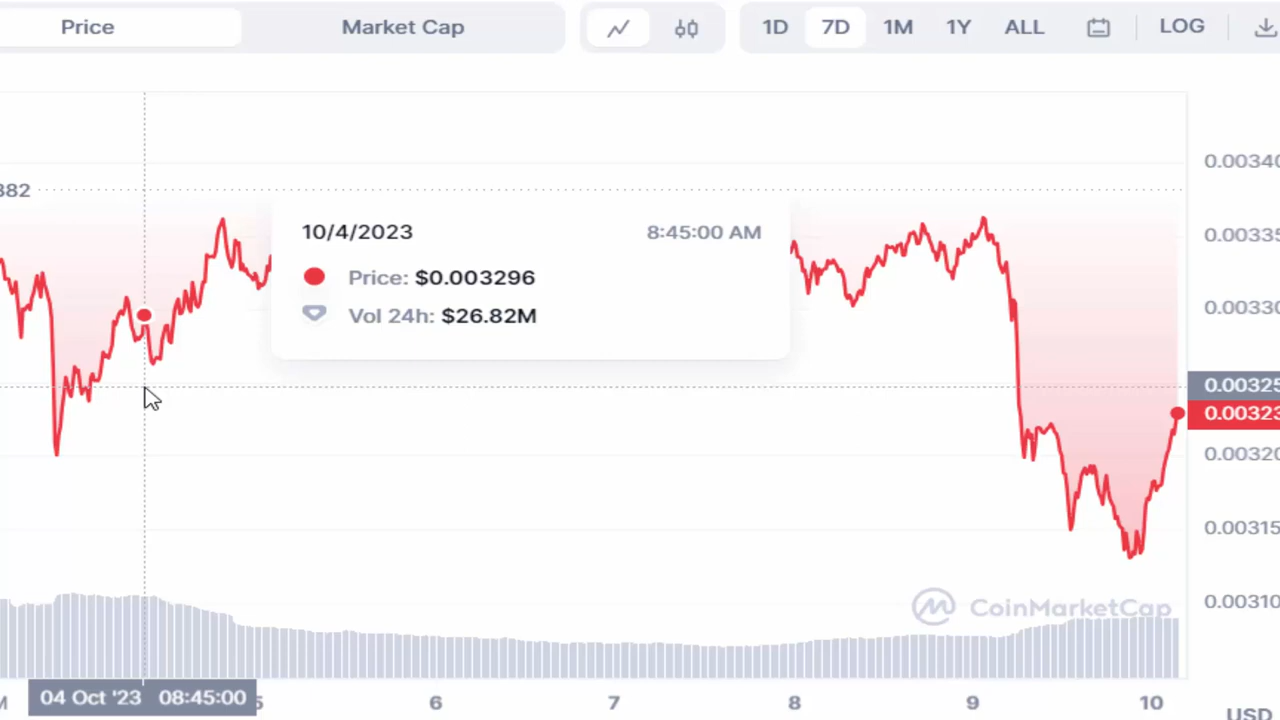 Price Market Cap 1D 7D 1M 1Y ALL LOG
0.00340
382
10/4/2023 8:45:00 AM
0.00335
Price: $0.003296
0.00330
Vol 24h: $26.82M
0.00325
0.00323
0.00320
0.00315
0.00310
CoinMarketCap
04 Oct '23 08:45:00 5 6 7 8 9 10
USD